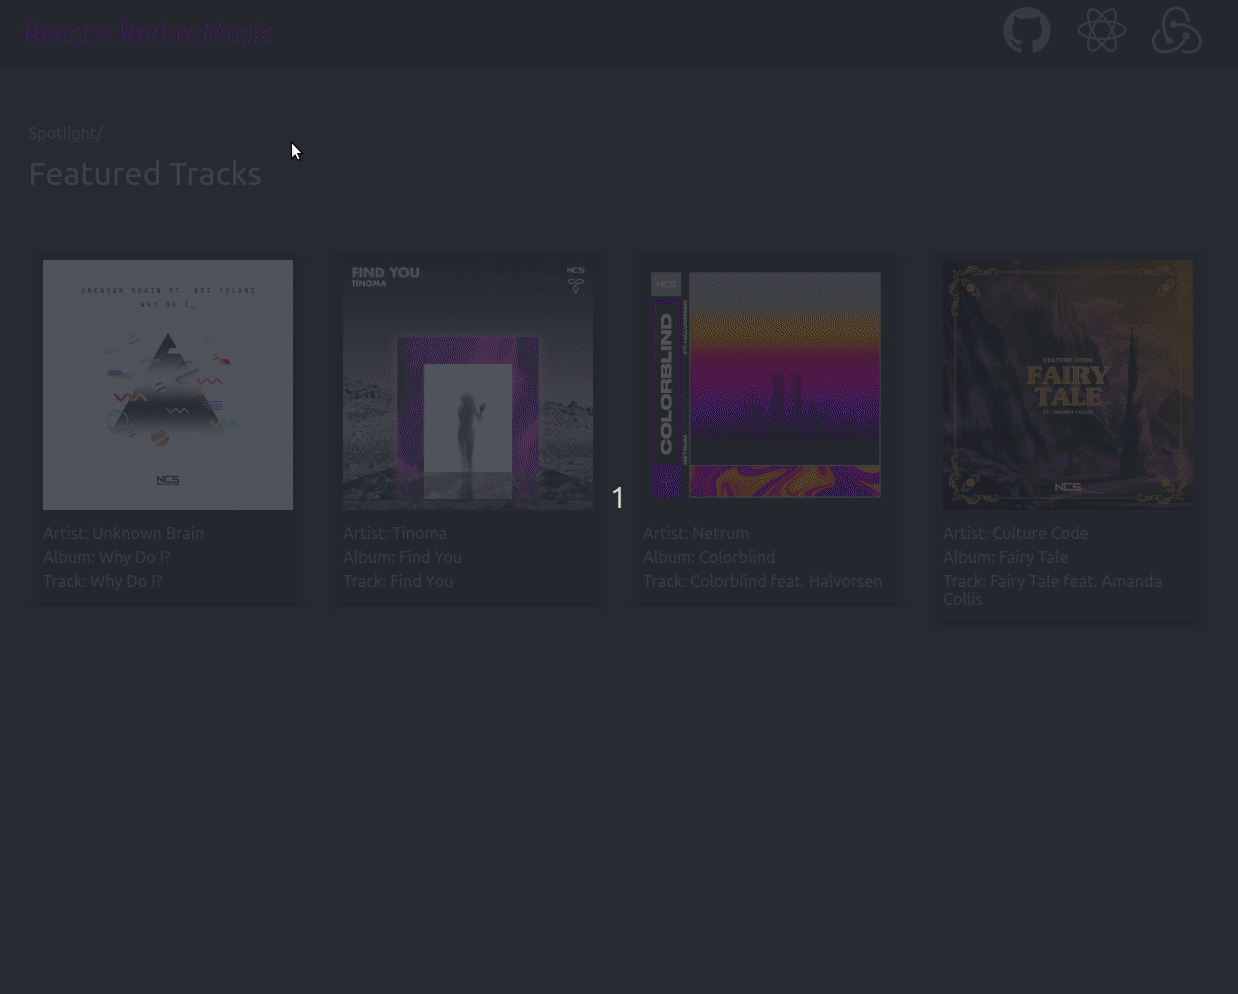 React x Redux Music
Spotlight/
Featured Tracks
UNKNOWN BRAIN FT. BRI TOLANI
WHY DO I_
NCS
Artist: Unknown Brain
Album: Why Do I?
Track: Why Do I?
FIND YOU
TINOMA
NCS
Artist: Tinoma
Album: Find You
Track: Find You
NCS
COLORBLIND
FT. HALVORSEN
NETRUM
1
Artist: Netrum
Album: Colorblind
Track: Colorblind feat. Halvorsen
CULTURE CODE
FAIRY
TALE
FT. AMANDA COLLIS
NCS
Artist: Culture Code
Album: Fairy Tale
Track: Fairy Tale feat. Amanda
Collis